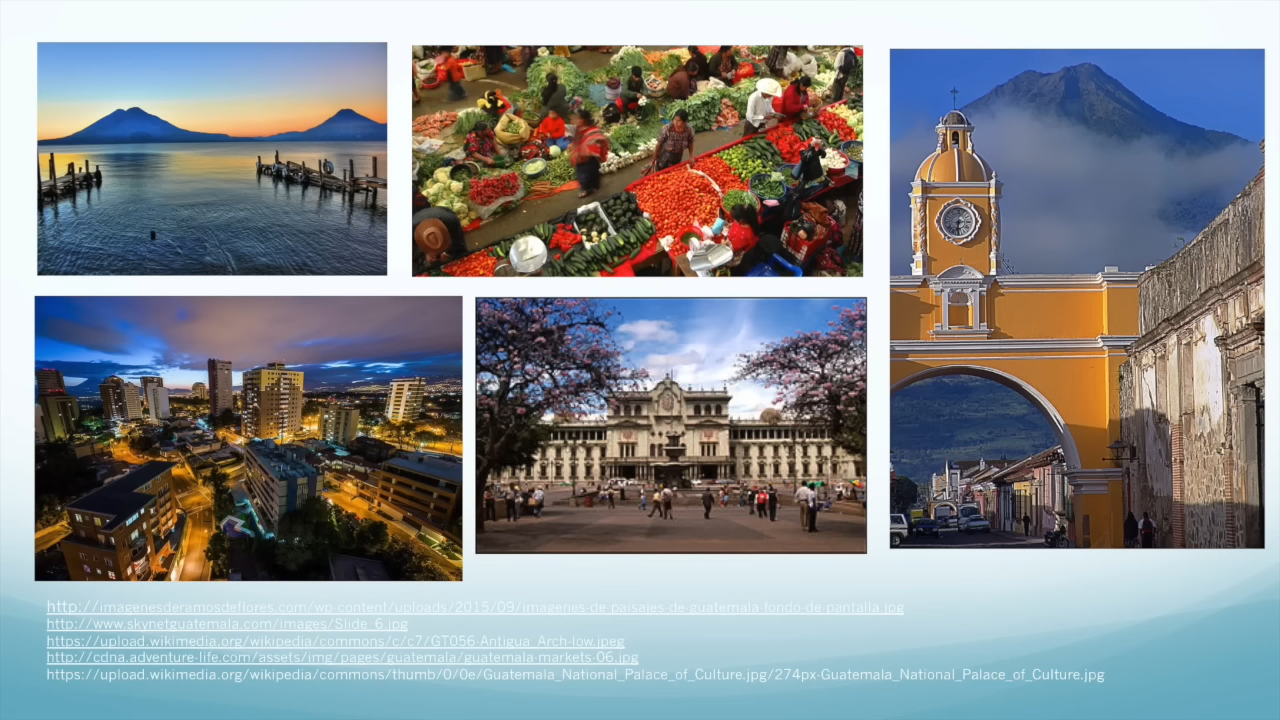 http://imagenesderamosdeflores.com/wp-content/uploads/2015/09/imagenes-de-paisajes-de-guatemala-fondo-de-pantalla.jpg
http://www.skynetguatemala.com/images/Slide_6.jpg
https://upload.wikimedia.org/wikipedia/commons/c/c7/GT056-Antigua_Arch-low.jpeg
http://cdna.adventure-life.com/assets/img/pages/guatemala/guatemala-markets-06.jpg
https://upload.wikimedia.org/wikipedia/commons/thumb/0/0e/Guatemala_National_Palace_of_Culture.jpg/274px-Guatemala_National_Palace_of_Culture.jpg